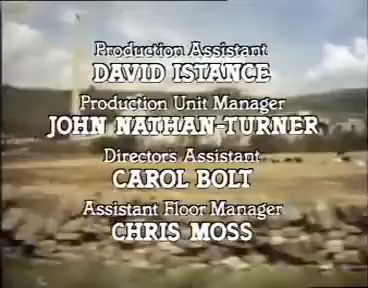 Production Assistant
DAVID ISTANCE
Production Unit Manager
JOHN NATHAN-TURNER
Director's Assistant
CAROL BOLT
Assistant Floor Manager
CHRIS MOSS